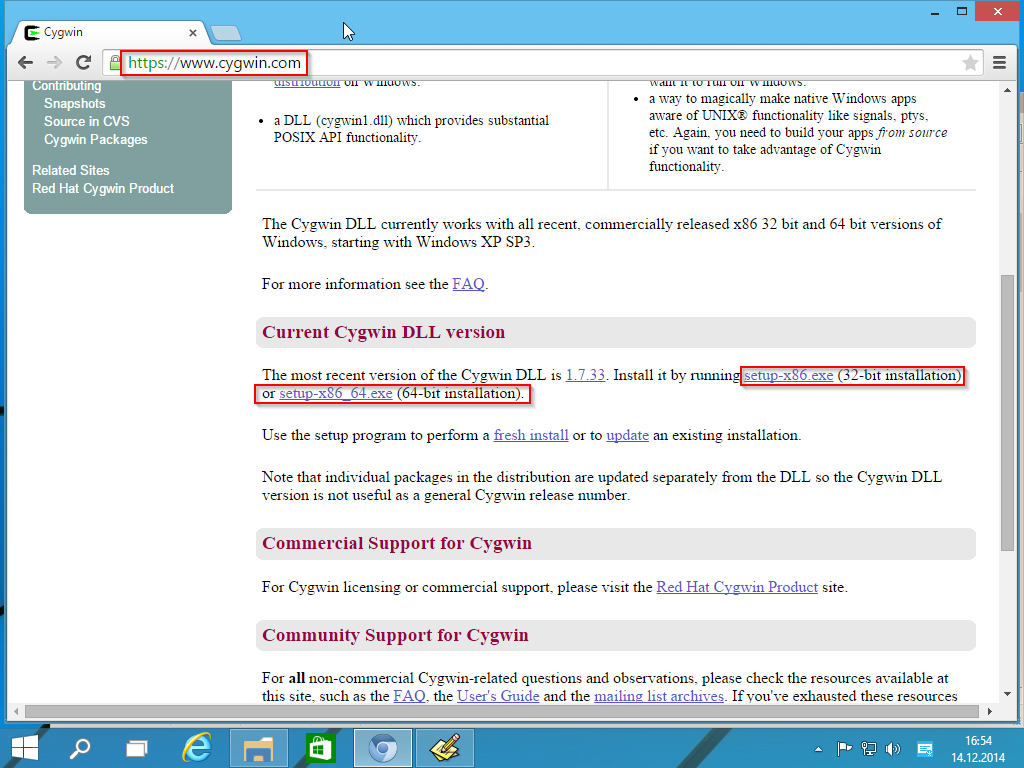 Cygwin
https://www.cygwin.com
Contributing
Snapshots
Source in CVS
Cygwin Packages
Related Sites
Red Hat Cygwin Product
distribution on Windows.
• a DLL (cygwin1.dll) which provides substantial
POSIX API functionality.
want it to run on Windows.
• a way to magically make native Windows apps
aware of UNIX® functionality like signals, ptys,
etc. Again, you need to build your apps from source
if you want to take advantage of Cygwin
functionality.
The Cygwin DLL currently works with all recent, commercially released x86 32 bit and 64 bit versions of
Windows, starting with Windows XP SP3.
For more information see the FAQ.
Current Cygwin DLL version
The most recent version of the Cygwin DLL is 1.7.33. Install it by running setup-x86.exe (32-bit installation)
or setup-x86_64.exe (64-bit installation).
Use the setup program to perform a fresh install or to update an existing installation.
Note that individual packages in the distribution are updated separately from the DLL so the Cygwin DLL
version is not useful as a general Cygwin release number.
Commercial Support for Cygwin
For Cygwin licensing or commercial support, please visit the Red Hat Cygwin Product site.
Community Support for Cygwin
For all non-commercial Cygwin-related questions and observations, please check the resources available at
this site, such as the FAQ, the User's Guide and the mailing list archives. If you've exhausted these resources
16:54
14.12.2014